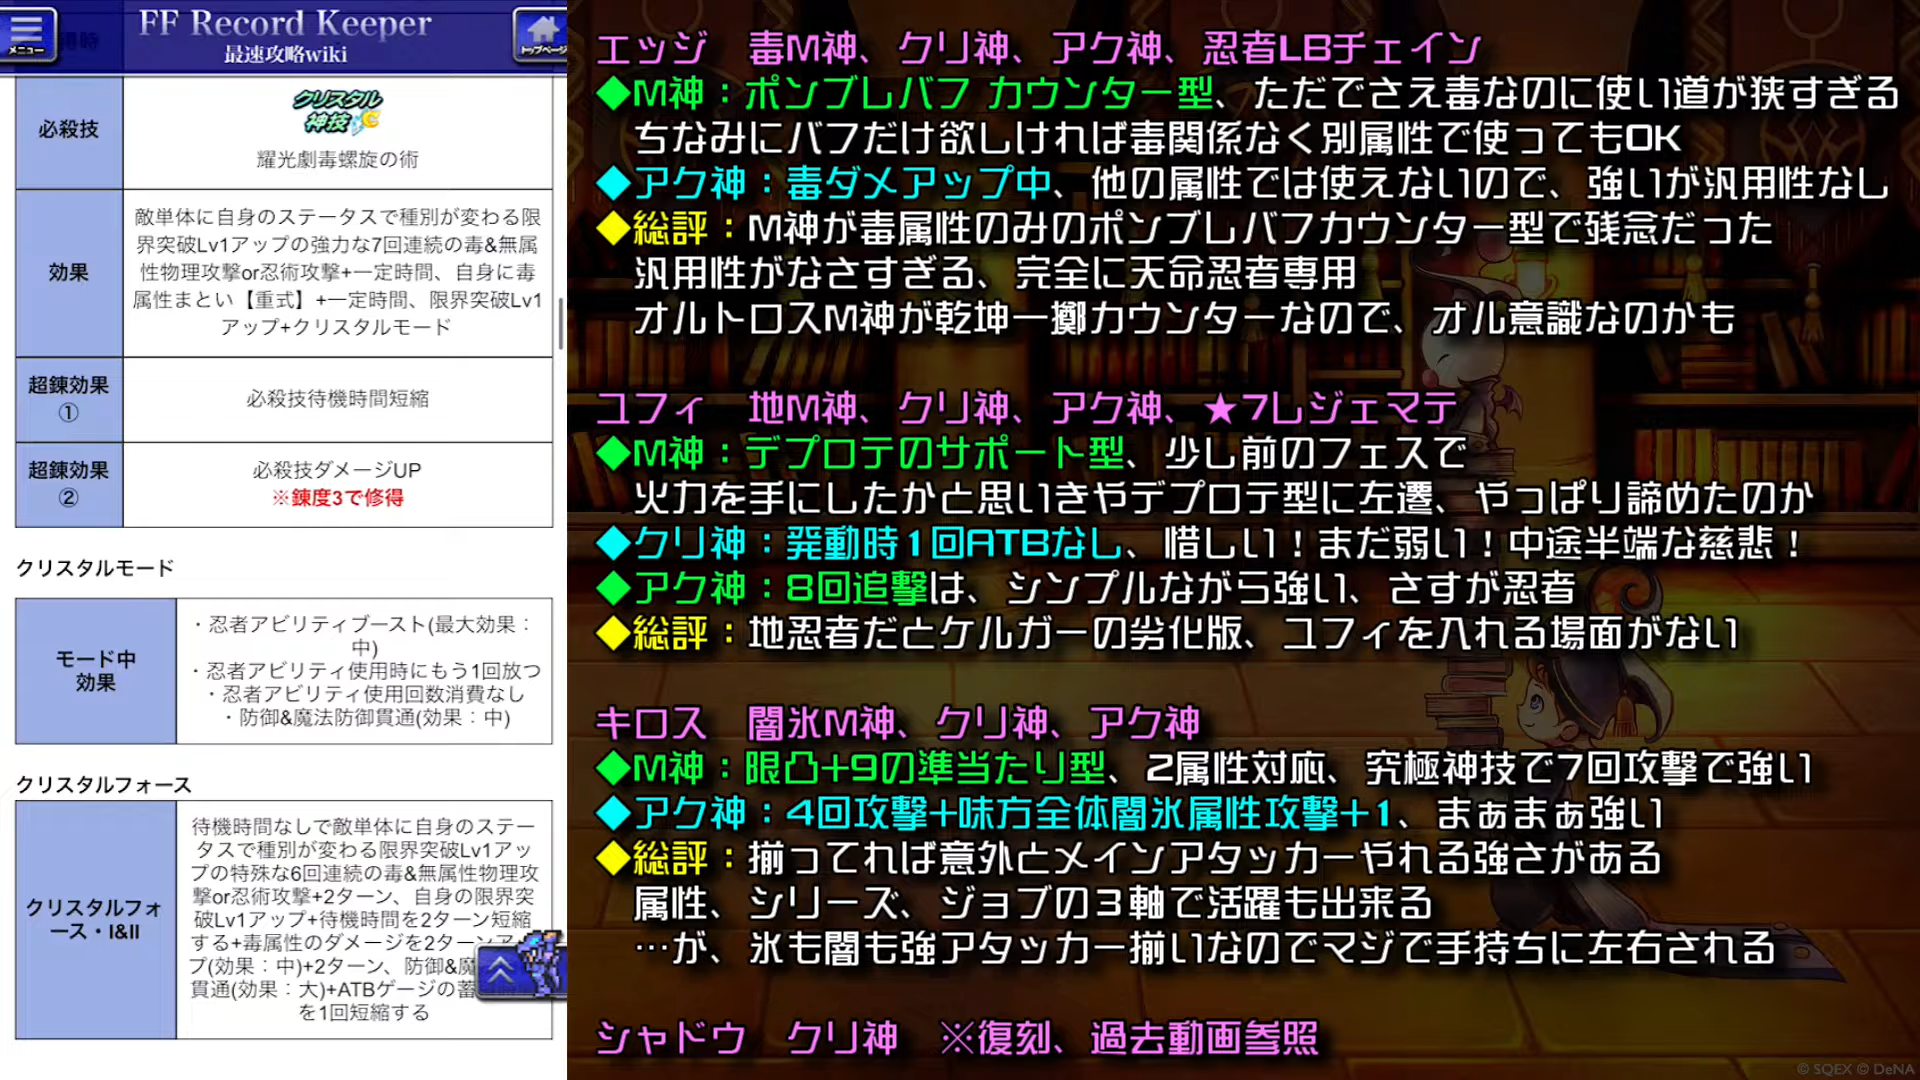 メニュー
FF Record Keeper
最速攻略wiki
トップページ
必殺技
クリスタル
神技
耀光劇毒螺旋の術
効果
敵単体に自身のステータスで種別が変わる限
界突破Lv1アップの強力な7回連続の毒&無属
性物理攻撃or忍術攻撃+一定時間、自身に毒
属性まとい【重式】+一定時間、限界突破Lv1
アップ+クリスタルモード
超錬効果
①
必殺技待機時間短縮
超錬効果
②
必殺技ダメージUP
※錬度3で修得
クリスタルモード
モード中
効果
・忍者アビリティブースト(最大効果：
中)
・忍者アビリティ使用時にもう1回放つ
・忍者アビリティ使用回数消費なし
・防御&魔法防御貫通(効果：中)
クリスタルフォース
クリスタルフォ
ース・I&II
待機時間なしで敵単体に自身のステー
タスで種別が変わる限界突破Lv1アッ
プの特殊な6回連続の毒&無属性物理攻
撃or忍術攻撃+2ターン、自身の限界突
破Lv1アップ+待機時間を2ターン短縮
する+毒属性のダメージを2ターンア
プ(効果：中)+2ターン、防御&魔
貫通(効果：大)+ATBゲージの蓄
を1回短縮する
エッジ　毒M神、クリ神、アク神、忍者LBチェイン
◆M神：ポンブレバフ カウンター型、ただでさえ毒なのに使い道が狭すぎる
ちなみにバフだけ欲しければ毒関係なく別属性で使ってもOK
◆アク神：毒ダメアップ中、他の属性では使えないので、強いが汎用性なし
◆総評：M神が毒属性のみのポンブレバフカウンター型で残念だった
汎用性がなさすぎる、完全に天命忍者専用
オルトロスM神が乾坤一擲カウンターなので、オル意識なのかも
ユフィ　地M神、クリ神、アク神、★7レジェマテ
◆M神：デプロテのサポート型、少し前のフェスで
火力を手にしたかと思いきやデプロテ型に左遷、やっぱり諦めたのか
◆クリ神：発動時1回ATBなし、惜しい！まだ弱い！中途半端な慈悲！
◆アク神：8回追撃は、シンプルながら強い、さすが忍者
◆総評：地忍者だとケルガーの劣化版、ユフィを入れる場面がない
キロス　闇氷M神、クリ神、アク神
◆M神：限凸+9の準当たり型、2属性対応、究極神技で7回攻撃で強い
◆アク神：4回攻撃+味方全体闇氷属性攻撃+1、まぁまぁ強い
◆総評：揃ってれば意外とメインアタッカーやれる強さがある
属性、シリーズ、ジョブの3軸で活躍も出来る
…が、氷も闇も強アタッカー揃いなのでマジで手持ちに左右される
シャドウ　クリ神　※復刻、過去動画参照
© SQEX © DeNA